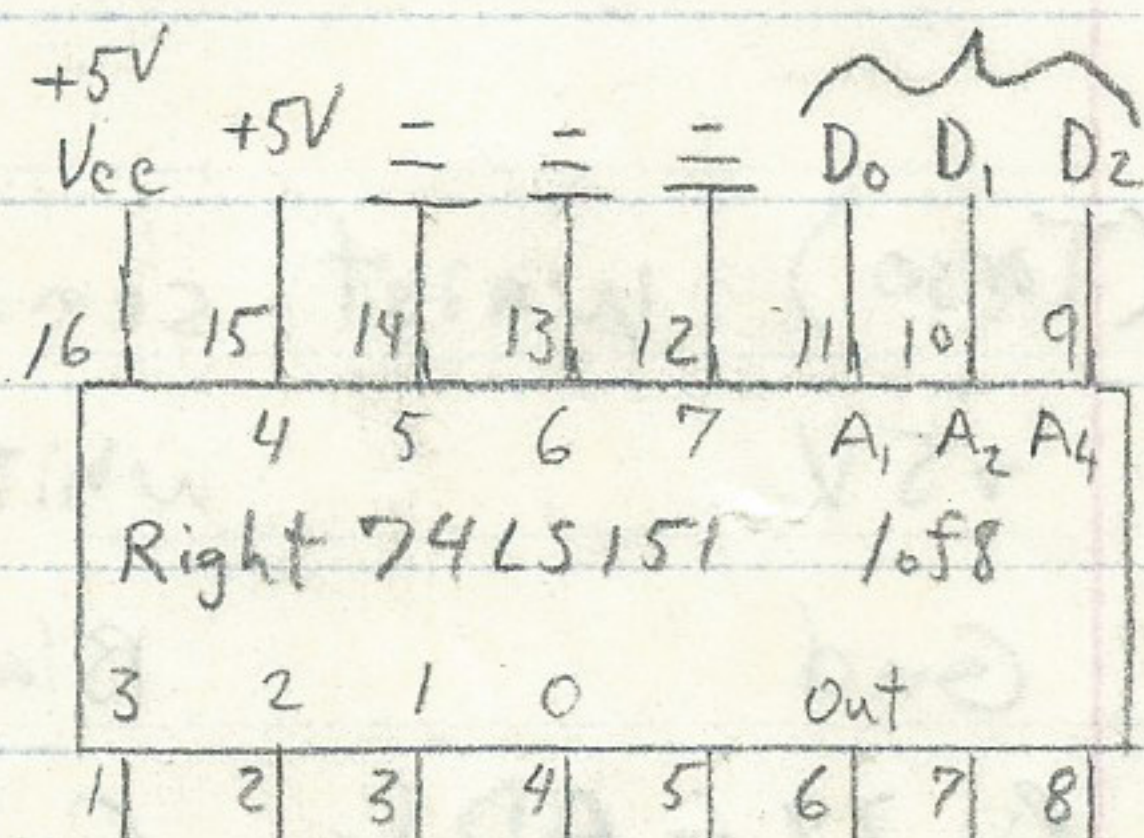 +5V
Vcc +5V D0 D1 D2
16 15 14 13 12 11 10 9
4 5 6 7 A1 A2 A4
Right 74LS151 1of8
3 2 1 0 Out
1 2 3 4 5 6 7 8